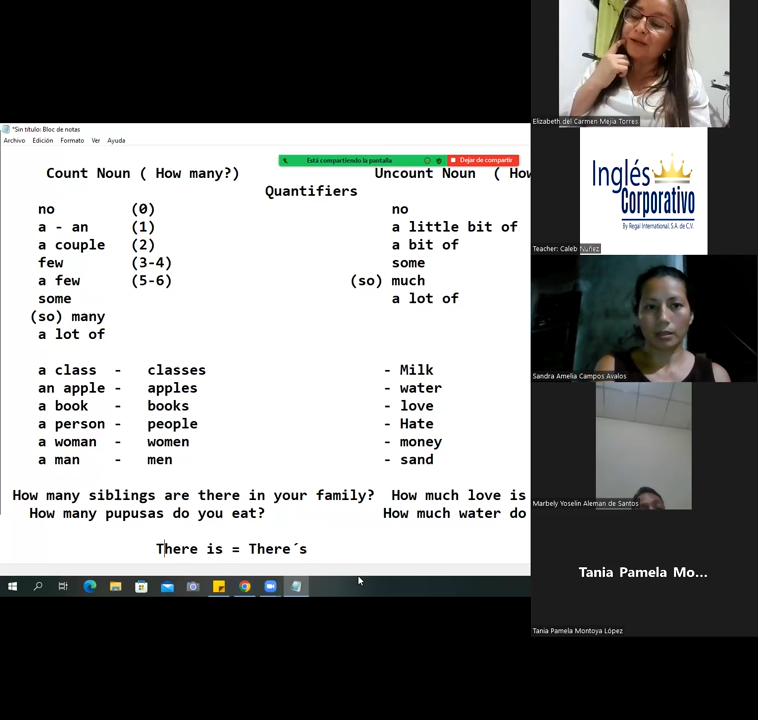 *Sin título: Bloc de notas
Archivo Edición Formato Ver Ayuda
Está compartiendo la pantalla Dejar de compartir
Count Noun ( How many?) Uncount Noun ( How
Quantifiers
no (0) no
a - an (1) a little bit of
a couple (2) a bit of
few (3-4) some
a few (5-6) (so) much
some a lot of
(so) many
a lot of
a class - classes - Milk
an apple - apples - water
a book - books - love
a person - people - Hate
a woman - women - money
a man - men - sand
How many siblings are there in your family? How much love is
How many pupusas do you eat? How much water do
There is = There´s
Elizabeth del Carmen Mejia Torres
Inglés
Corporativo
By Regal International, S.A. de C.V.
Teacher: Caleb Nuñez
Sandra Amelia Campos Avalos
Marbely Yoselin Aleman de Santos
Tania Pamela Mo...
Tania Pamela Montoya López